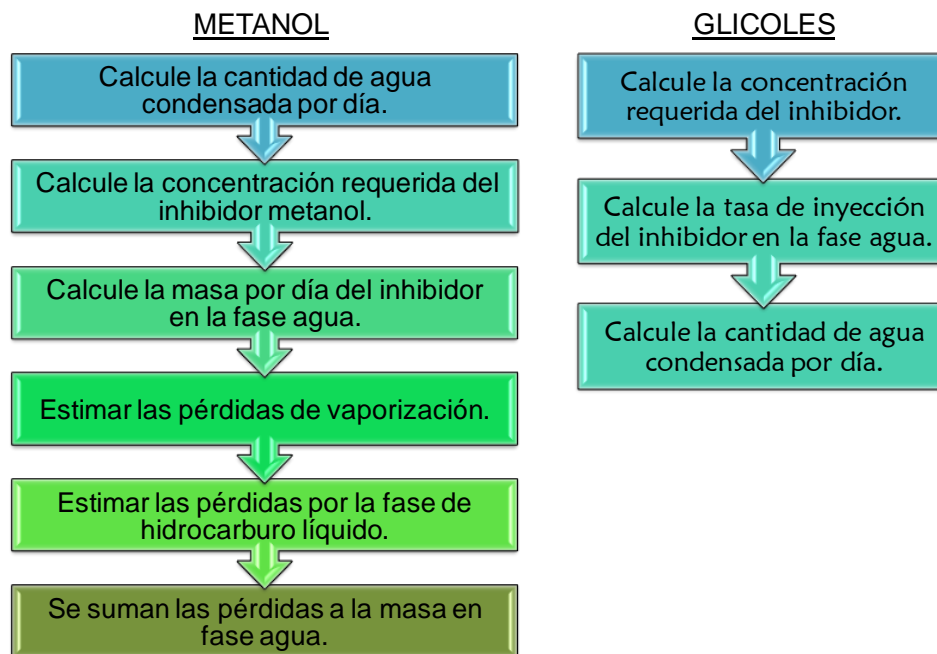 METANOL
Calcule la cantidad de agua
condensada por día.
Calcule la concentración requerida del
inhibidor metanol.
Calcule la masa por día del inhibidor
en la fase agua.
Estimar las pérdidas de vaporización.
Estimar las pérdidas por la fase de
hidrocarburo líquido.
Se suman las pérdidas a la masa en
fase agua.
GLICOLES
Calcule la concentración
requerida del inhibidor.
Calcule la tasa de inyección
del inhibidor en la fase agua.
Calcule la cantidad de agua
condensada por día.